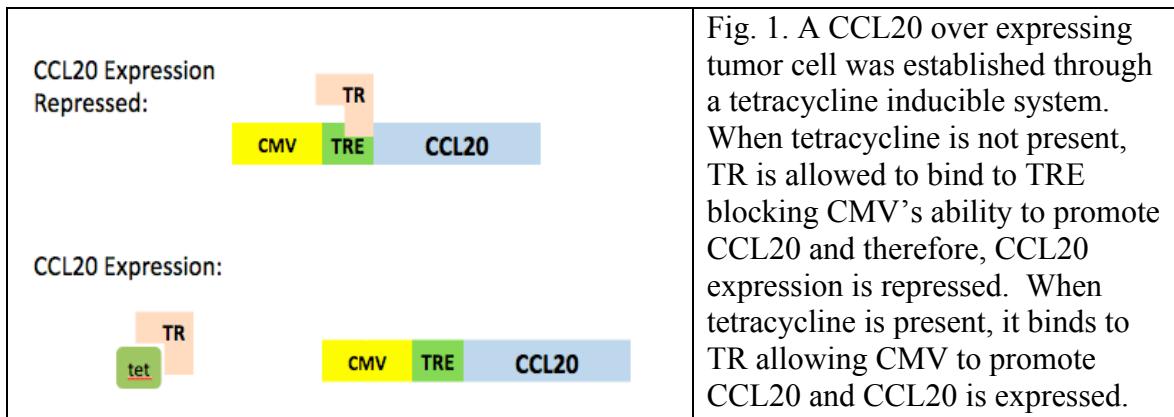 CCL20 Expression
Repressed:
TR
CMV TRE CCL20
CCL20 Expression:
TR
tet
CMV TRE CCL20
Fig. 1. A CCL20 over expressing
tumor cell was established through
a tetracycline inducible system.
When tetracycline is not present,
TR is allowed to bind to TRE
blocking CMV’s ability to promote
CCL20 and therefore, CCL20
expression is repressed.  When
tetracycline is present, it binds to
TR allowing CMV to promote
CCL20 and CCL20 is expressed.